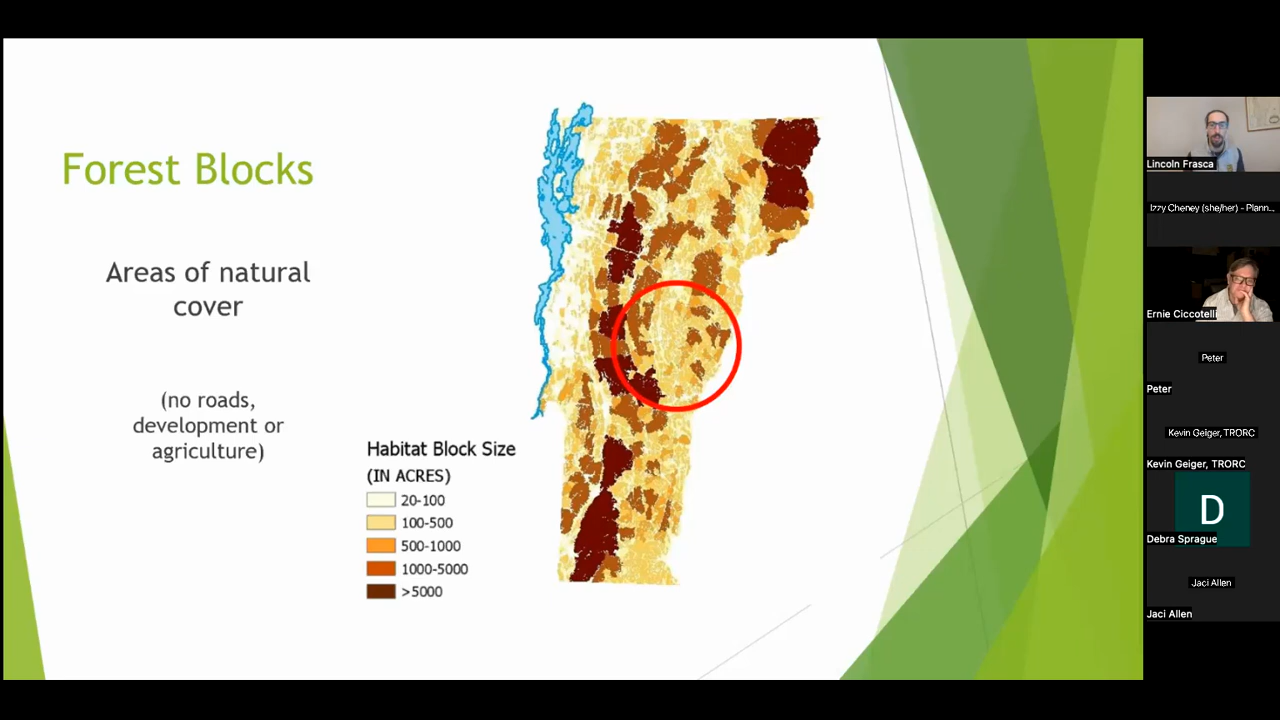 Forest Blocks
Areas of natural
cover
(no roads,
development or
agriculture)
Habitat Block Size
(IN ACRES)
20-100
100-500
500-1000
1000-5000
>5000
Lincoln Frasca
Izzy Cheney (she/her) - Plann...
Ernie Ciccotelli
Peter
Peter
Kevin Geiger, TRORC
Kevin Geiger, TRORC
D
Debra Sprague
Jaci Allen
Jaci Allen